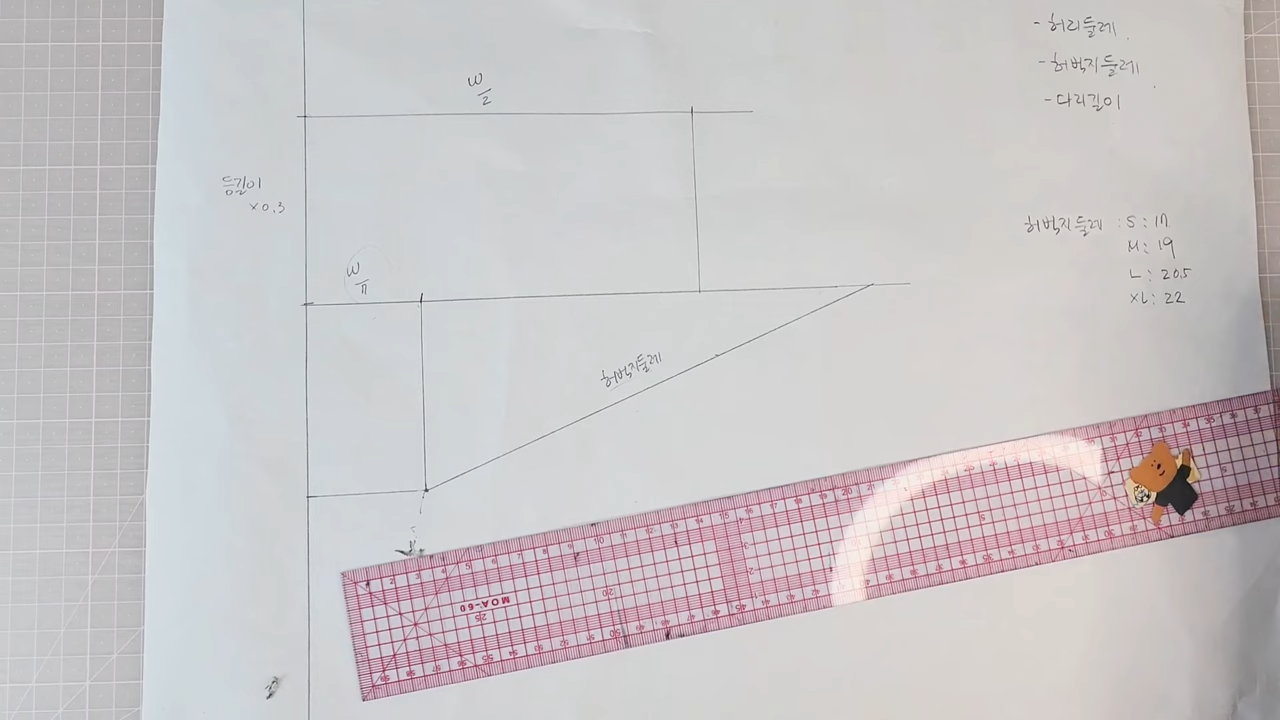 - 허리둘레
- 허벅지둘레
- 다리길이
W/2
등길이
×0.3
허벅지둘레 : S : 17
M : 19
L : 20.5
XL : 22
W/π
허벅지둘레
MOA-60